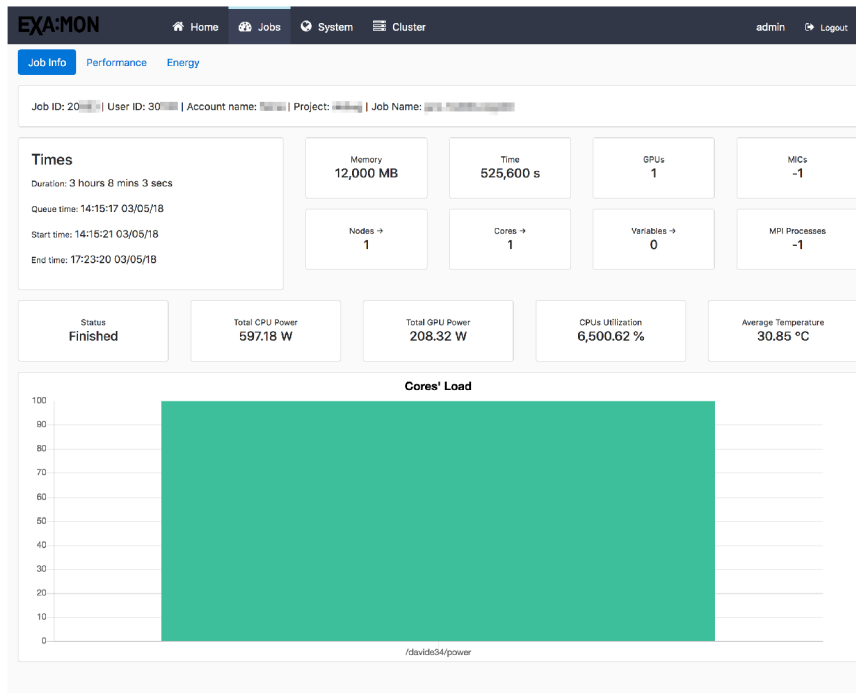 EXA:MON Home Jobs System Cluster admin Logout
Job Info Performance Energy
Job ID: 20 | User ID: 30 | Account name: | Project: | Job Name:
Times
Duration: 3 hours 8 mins 3 secs
Queue time: 14:15:17 03/05/18
Start time: 14:15:21 03/05/18
End time: 17:23:20 03/05/18
Memory
12,000 MB
Time
525,600 s
GPUs
1
MICs
-1
Nodes →
1
Cores →
1
Variables →
0
MPI Processes
-1
Status
Finished
Total CPU Power
597.18 W
Total GPU Power
208.32 W
CPUs Utilization
6,500.62 %
Average Temperature
30.85 °C
Cores' Load
100
90
80
70
60
50
40
30
20
10
0
/davide34/power